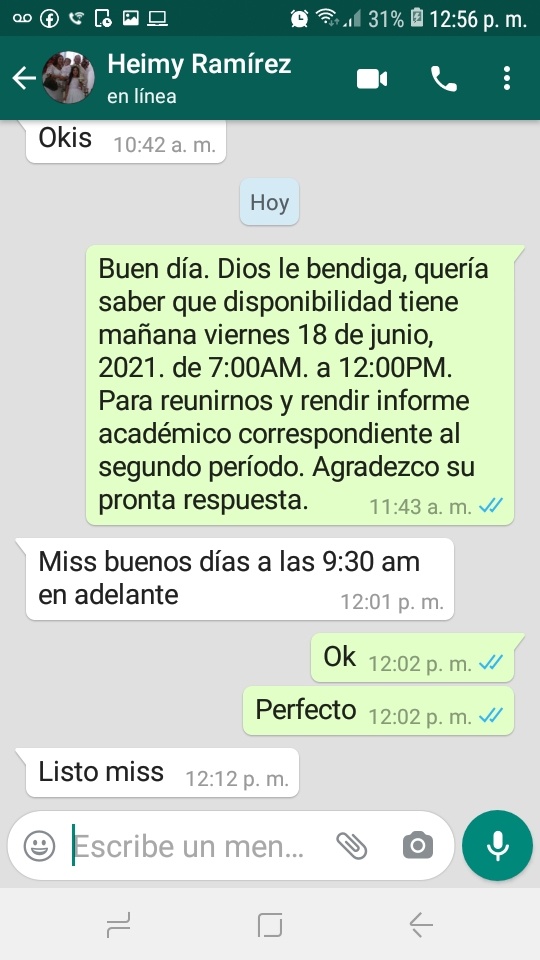 31% 12:56 p. m.
Heimy Ramírez
en línea
Okis 10:42 a. m.
Hoy
Buen día. Dios le bendiga, quería
saber que disponibilidad tiene
mañana viernes 18 de junio,
2021. de 7:00AM. a 12:00PM.
Para reunirnos y rendir informe
académico correspondiente al
segundo período. Agradezco su
pronta respuesta. 11:43 a. m.
Miss buenos días a las 9:30 am
en adelante 12:01 p. m.
Ok 12:02 p. m.
Perfecto 12:02 p. m.
Listo miss 12:12 p. m.
Escribe un men...